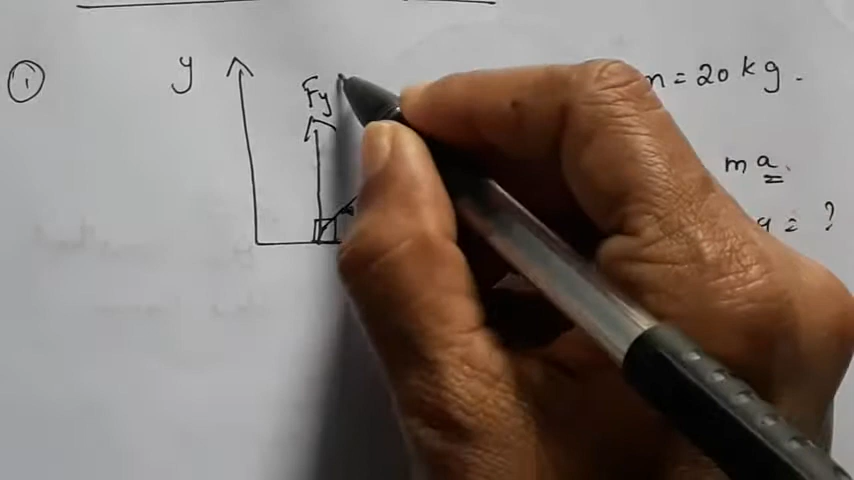 ①
y
Fy
m = 20 kg.
ma.
= ?